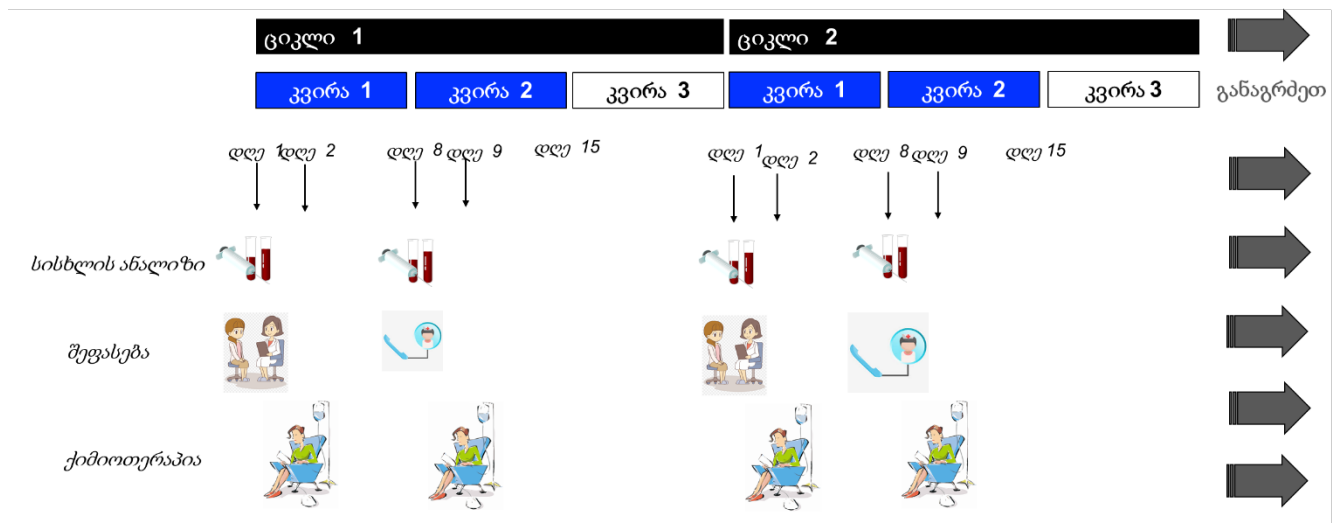 ციკლი 1 ციკლი 2
კვირა 1 კვირა 2 კვირა 3 კვირა 1 კვირა 2 კვირა 3 განაგრძეთ
დღე 1 დღე 2 დღე 8 დღე 9 დღე 15 დღე 1 დღე 2 დღე 8 დღე 9 დღე 15
სისხლის ანალიზი
შეფასება
ქიმიოთერაპია